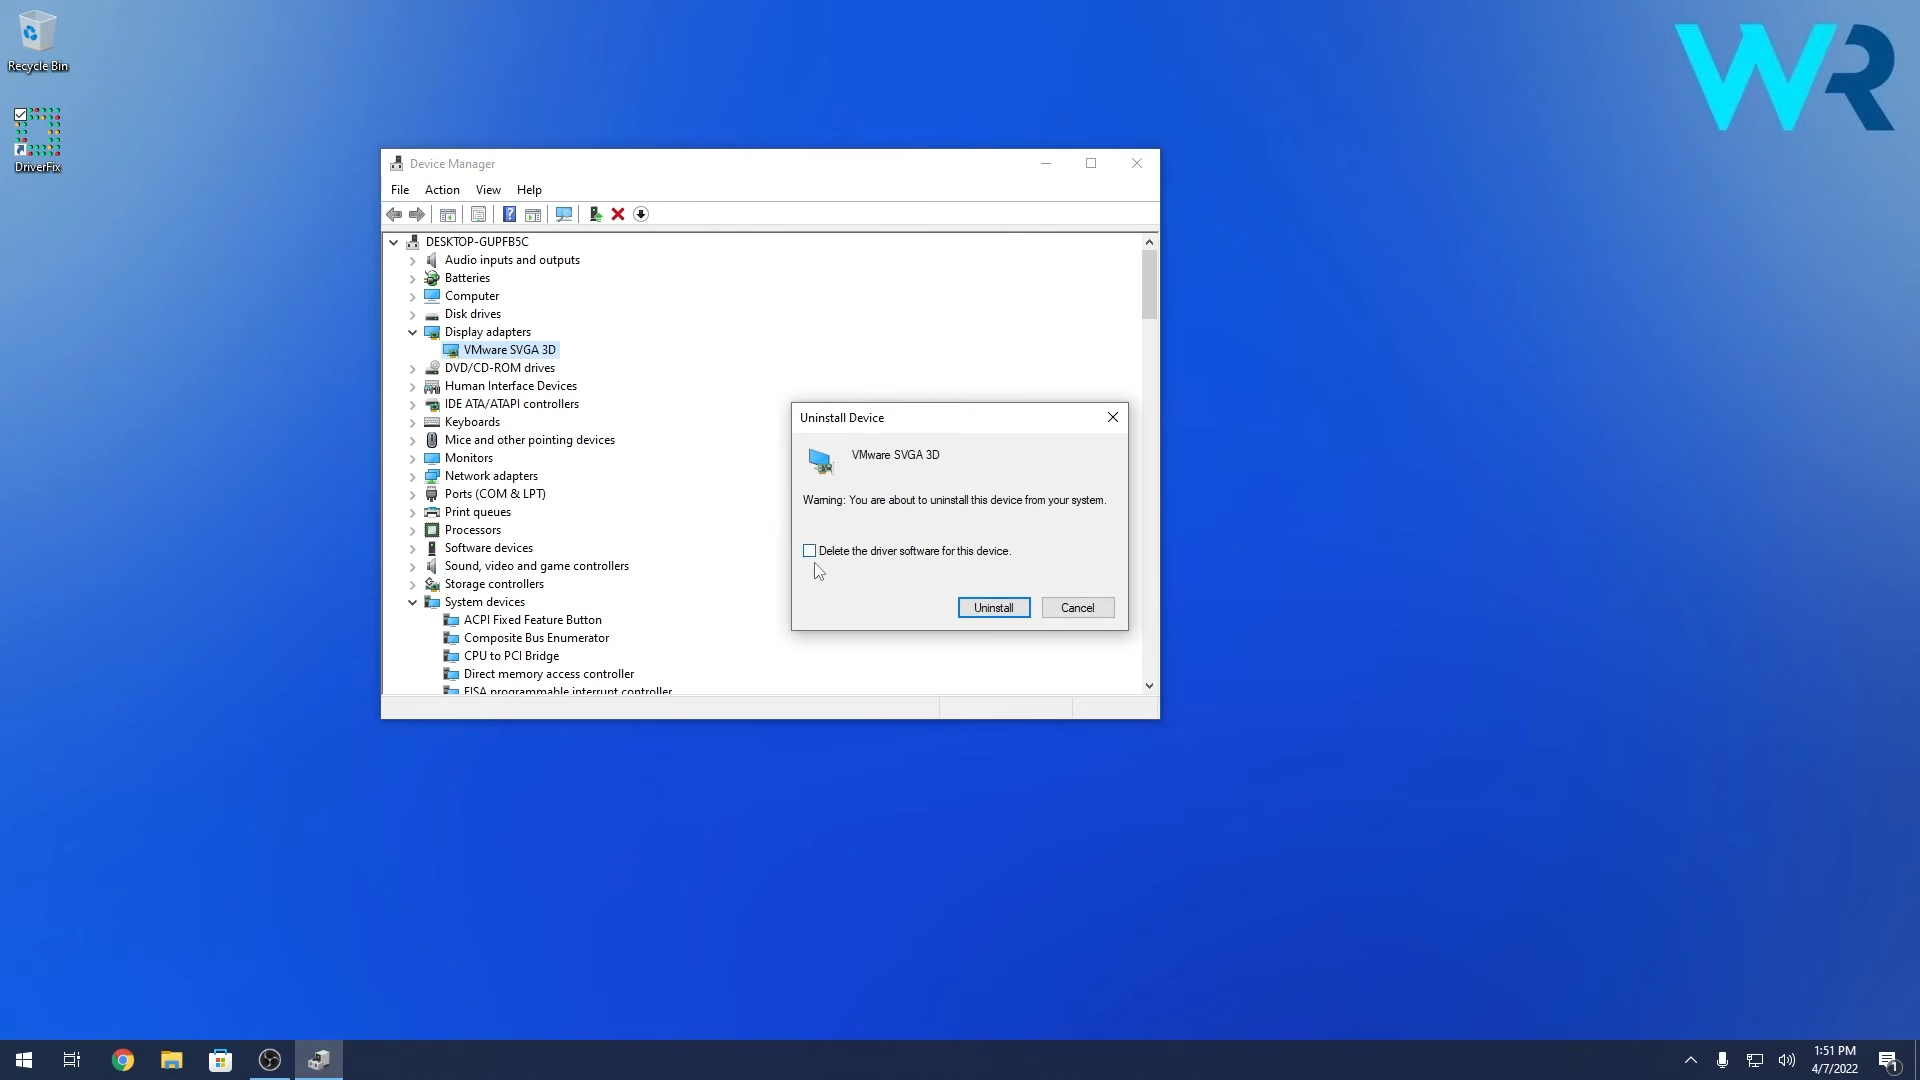 Recycle Bin
DriverFix
WR
Device Manager
File Action View Help
DESKTOP-GUPFB5C
Audio inputs and outputs
Batteries
Computer
Disk drives
Display adapters
VMware SVGA 3D
DVD/CD-ROM drives
Human Interface Devices
IDE ATA/ATAPI controllers
Keyboards
Mice and other pointing devices
Monitors
Network adapters
Ports (COM & LPT)
Print queues
Processors
Software devices
Sound, video and game controllers
Storage controllers
System devices
ACPI Fixed Feature Button
Composite Bus Enumerator
CPU to PCI Bridge
Direct memory access controller
EISA programmable interrupt controller
Uninstall Device
VMware SVGA 3D
Warning: You are about to uninstall this device from your system.
Delete the driver software for this device.
Uninstall Cancel
1:51 PM
4/7/2022
1